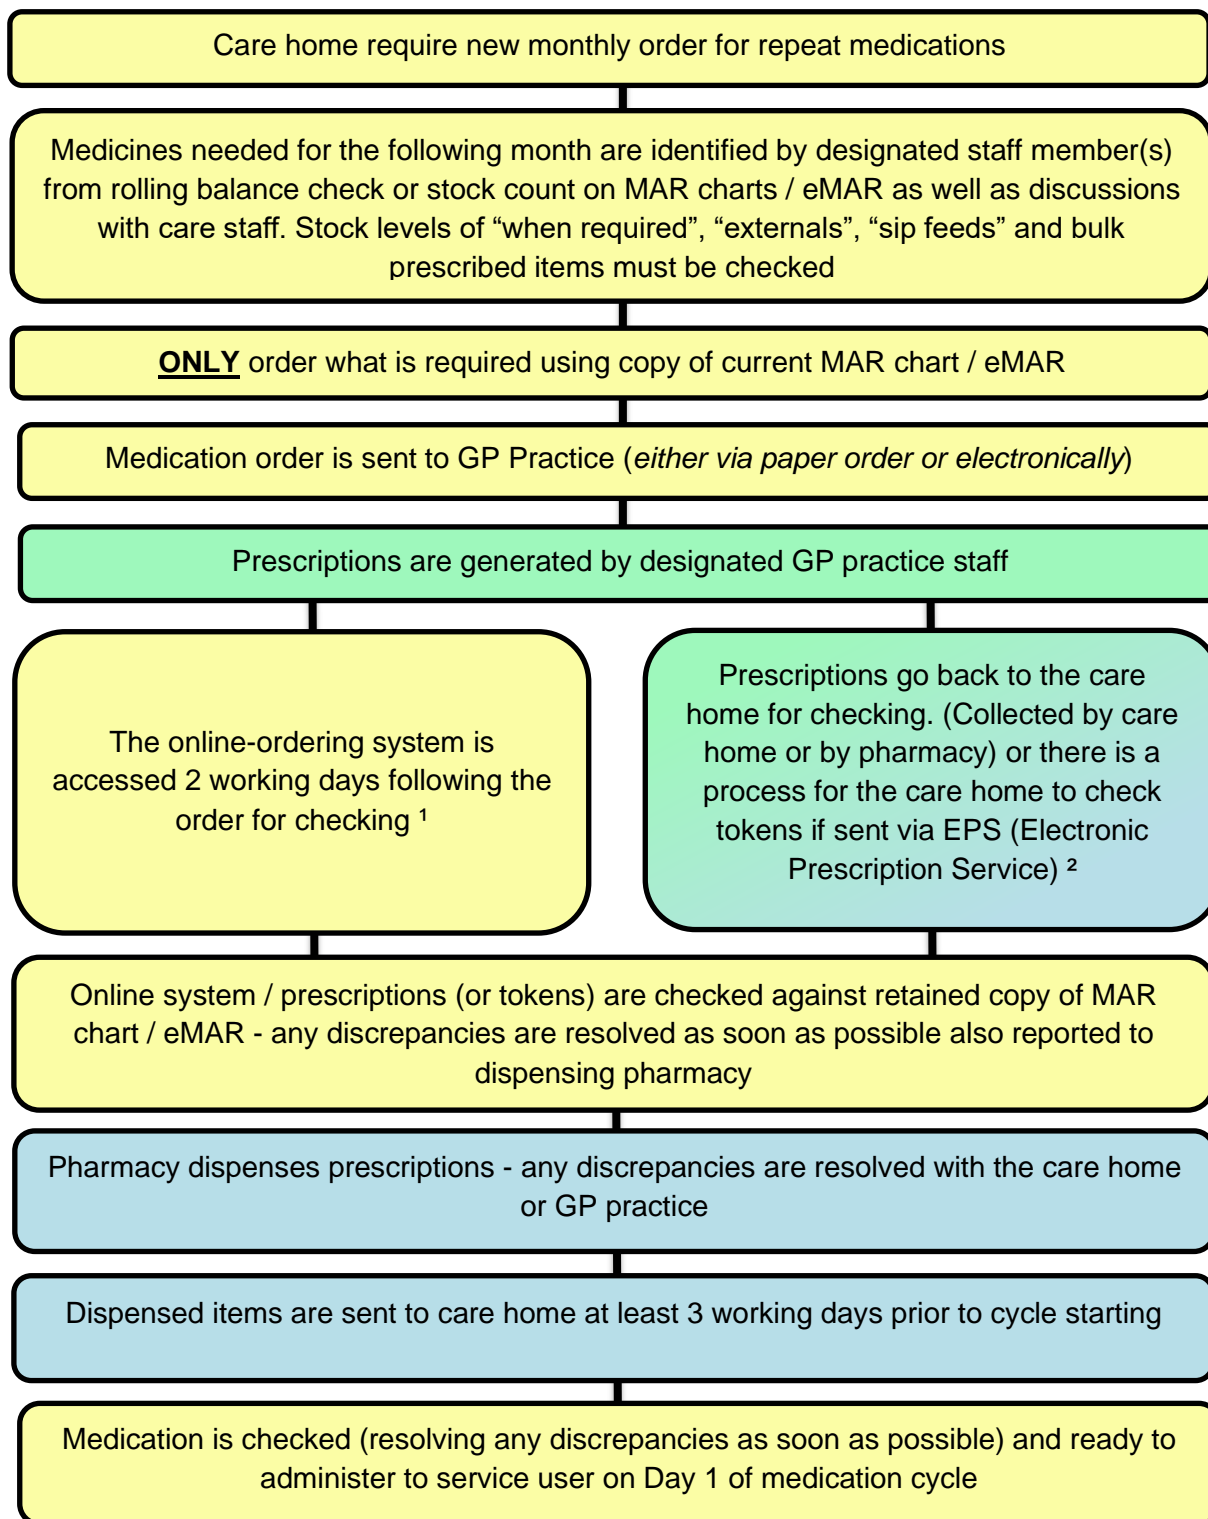 Care home require new monthly order for repeat medications
Medicines needed for the following month are identified by designated staff member(s)
from rolling balance check or stock count on MAR charts / eMAR as well as discussions
with care staff. Stock levels of “when required”, “externals”, “sip feeds” and bulk
prescribed items must be checked
ONLY order what is required using copy of current MAR chart / eMAR
Medication order is sent to GP Practice (either via paper order or electronically)
Prescriptions are generated by designated GP practice staff
The online-ordering system is
accessed 2 working days following the
order for checking ¹
Prescriptions go back to the care
home for checking. (Collected by care
home or by pharmacy) or there is a
process for the care home to check
tokens if sent via EPS (Electronic
Prescription Service) ²
Online system / prescriptions (or tokens) are checked against retained copy of MAR
chart / eMAR - any discrepancies are resolved as soon as possible also reported to
dispensing pharmacy
Pharmacy dispenses prescriptions - any discrepancies are resolved with the care home
or GP practice
Dispensed items are sent to care home at least 3 working days prior to cycle starting
Medication is checked (resolving any discrepancies as soon as possible) and ready to
administer to service user on Day 1 of medication cycle